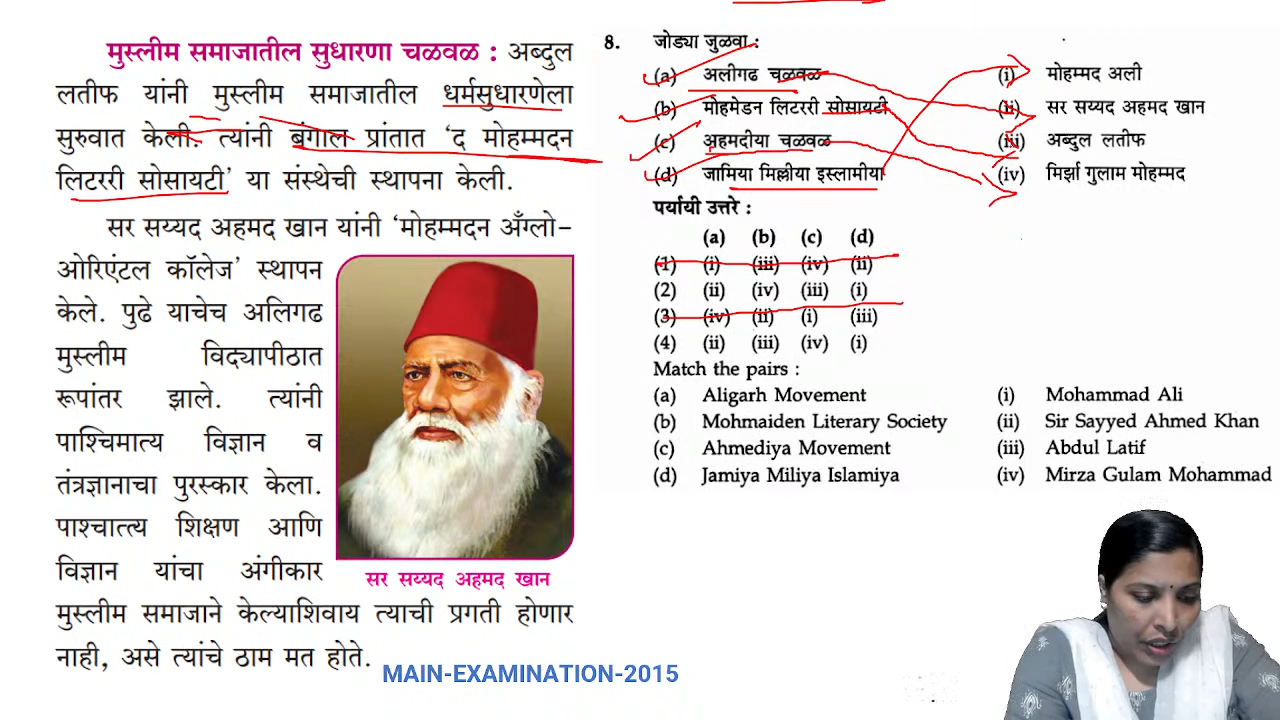 मुस्लीम समाजातील सुधारणा चळवळ : अब्दुल
लतीफ यांनी मुस्लीम समाजातील धर्मसुधारणेला
सुरुवात केली. त्यांनी बंगाल प्रांतात ‘द मोहम्मदन
लिटररी सोसायटी’ या संस्थेची स्थापना केली.
सर सय्यद अहमद खान यांनी ‘मोहम्मदन अँग्लो-
ओरिएंटल कॉलेज’ स्थापन
केले. पुढे याचेच अलिगढ
मुस्लीम विद्यापीठात
रूपांतर झाले. त्यांनी
पाश्चिमात्य विज्ञान व
तंत्रज्ञानाचा पुरस्कार केला.
पाश्चात्त्य शिक्षण आणि
विज्ञान यांचा अंगीकार
मुस्लीम समाजाने केल्याशिवाय त्याची प्रगती होणार
नाही, असे त्यांचे ठाम मत होते.
सर सय्यद अहमद खान
8. जोड्या जुळवा :
(a) अलीगढ चळवळ (i) मोहम्मद अली
(b) मोहमेडन लिटररी सोसायटी (ii) सर सय्यद अहमद खान
(c) अहमदीया चळवळ (iii) अब्दुल लतीफ
(d) जामिया मिल्लीया इस्लामीया (iv) मिर्झा गुलाम मोहम्मद
पर्यायी उत्तरे :
(a) (b) (c) (d)
(1) (i) (iii) (iv) (ii)
(2) (ii) (iv) (iii) (i)
(3) (iv) (ii) (i) (iii)
(4) (ii) (iii) (iv) (i)
Match the pairs :
(a) Aligarh Movement (i) Mohammad Ali
(b) Mohmaiden Literary Society (ii) Sir Sayyed Ahmed Khan
(c) Ahmediya Movement (iii) Abdul Latif
(d) Jamiya Miliya Islamiya (iv) Mirza Gulam Mohammad
MAIN-EXAMINATION-2015